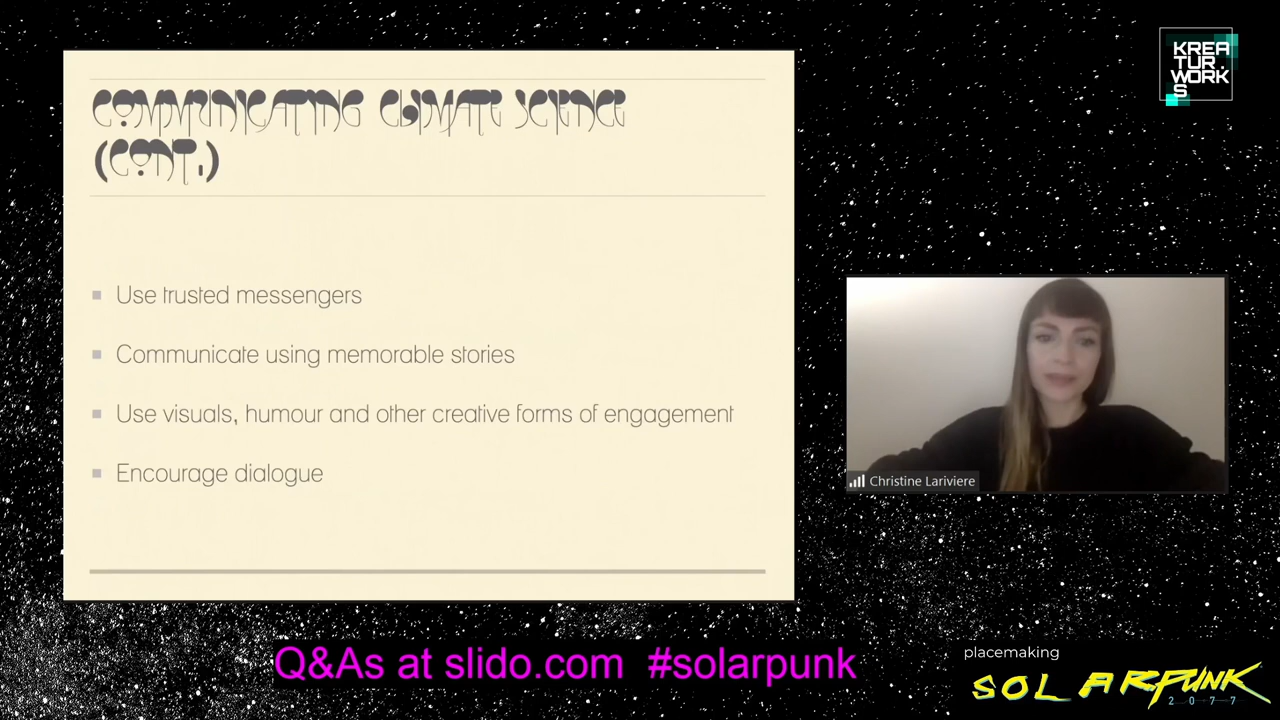 COMMUNICATING CLIMATE SCIENCE
(CONT.)
Use trusted messengers
Communicate using memorable stories
Use visuals, humour and other creative forms of engagement
Encourage dialogue
KREA
TUR.
WORK
S
Christine Lariviere
Q&As at slido.com #solarpunk
placemaking
SOLARPUNK
2077